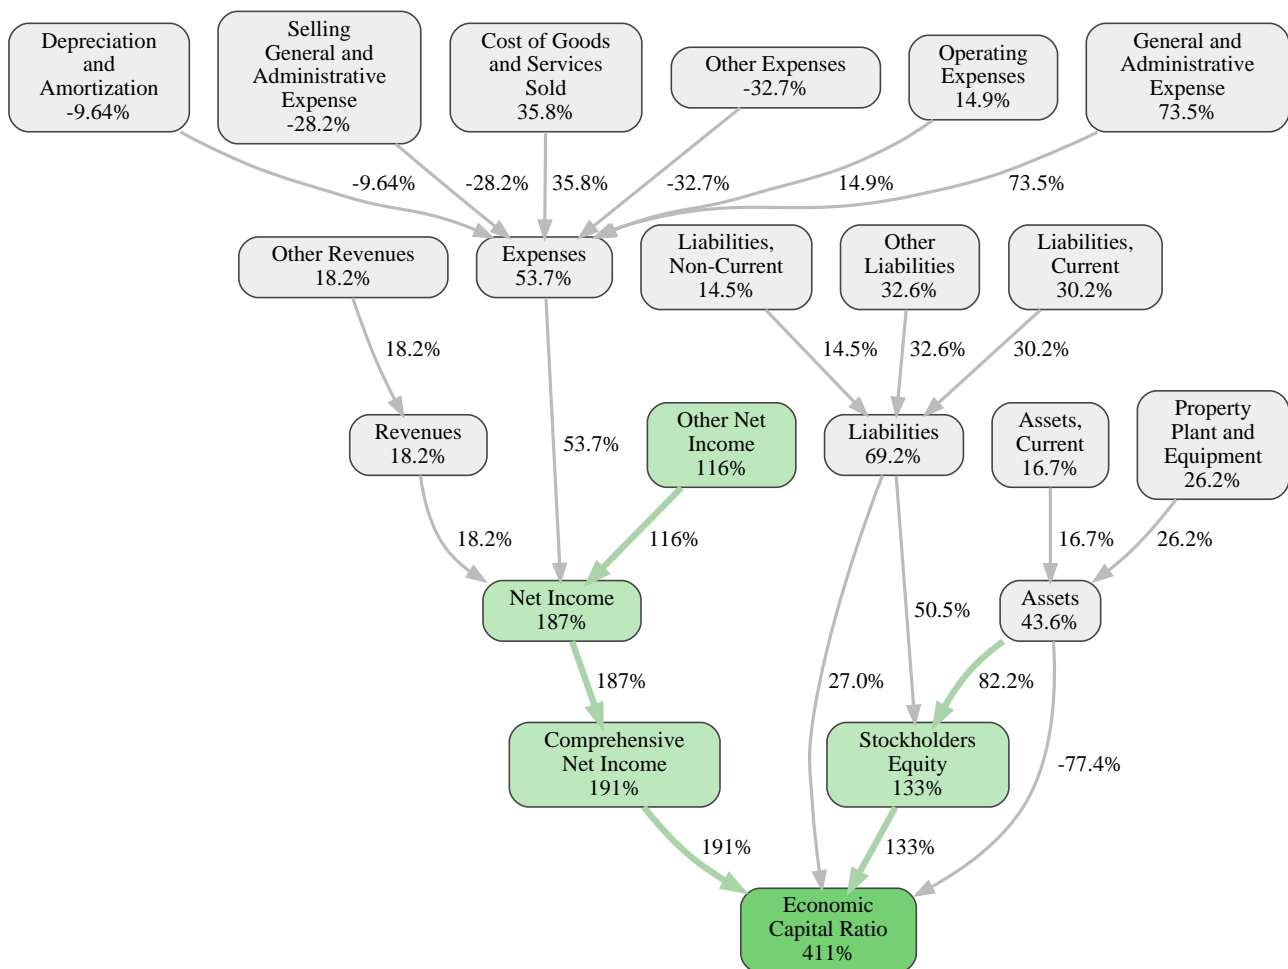 Depreciation
and
Amortization
-9.64%
Selling
General and
Administrative
Expense
-28.2%
Cost of Goods
and Services
Sold
35.8%
Other Expenses
-32.7%
Operating
Expenses
14.9%
General and
Administrative
Expense
73.5%
-9.64%
-28.2%
35.8%
-32.7%
14.9%
73.5%
Other Revenues
18.2%
Expenses
53.7%
Liabilities,
Non-Current
14.5%
Other
Liabilities
32.6%
Liabilities,
Current
30.2%
18.2%
14.5%
32.6%
30.2%
Revenues
18.2%
53.7%
Other Net
Income
116%
Liabilities
69.2%
Assets,
Current
16.7%
Property
Plant and
Equipment
26.2%
18.2%
116%
16.7%
26.2%
Net Income
187%
50.5%
Assets
43.6%
187%
27.0%
82.2%
Comprehensive
Net Income
191%
Stockholders
Equity
133%
-77.4%
191%
133%
Economic
Capital Ratio
411%